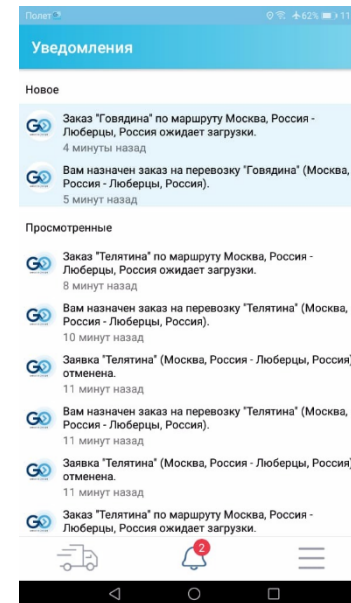 Полет
62% 11
Уведомления
Новое
Заказ "Говядина" по маршруту Москва, Россия -
Люберцы, Россия ожидает загрузки.
4 минуты назад
Вам назначен заказ на перевозку "Говядина" (Москва,
Россия - Люберцы, Россия).
5 минут назад
Просмотренные
Заказ "Телятина" по маршруту Москва, Россия -
Люберцы, Россия ожидает загрузки.
8 минут назад
Вам назначен заказ на перевозку "Телятина" (Москва,
Россия - Люберцы, Россия).
10 минут назад
Заявка "Телятина" (Москва, Россия - Люберцы, Россия)
отменена.
11 минут назад
Вам назначен заказ на перевозку "Телятина" (Москва,
Россия - Люберцы, Россия).
11 минут назад
Заявка "Телятина" (Москва, Россия - Люберцы, Россия)
отменена.
11 минут назад
Заказ "Телятина" по маршруту Москва, Россия -
Люберцы, Россия ожидает загрузки.
2